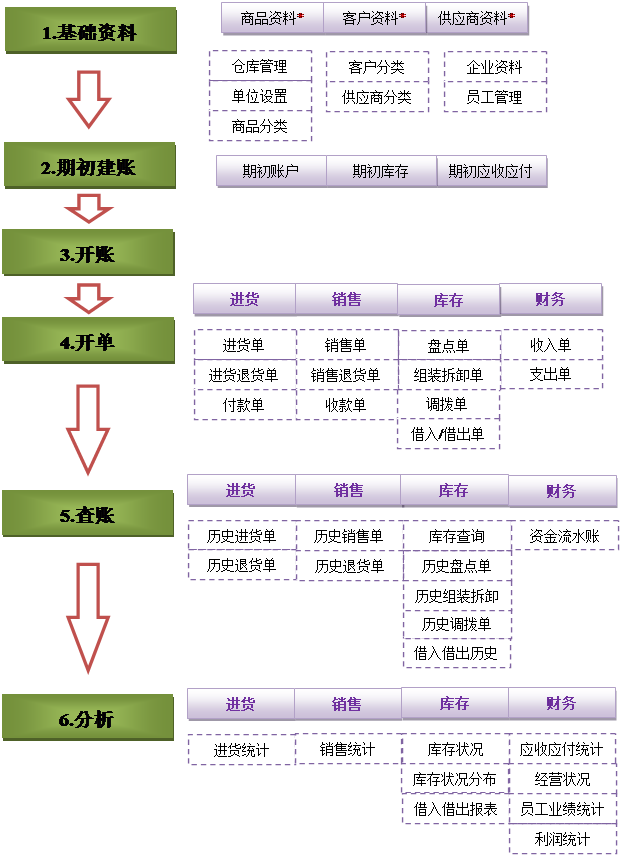 1.基础资料
商品资料* 客户资料* 供应商资料*
仓库管理 客户分类 企业资料
单位设置 供应商分类 员工管理
商品分类
2.期初建账
期初账户 期初库存 期初应收应付
3.开账
4.开单
进货 销售 库存 财务
进货单 销售单 盘点单 收入单
进货退货单 销售退货单 组装拆卸单 支出单
付款单 收款单 调拨单
借入/借出单
5.查账
进货 销售 库存 财务
历史进货单 历史销售单 库存查询 资金流水账
历史退货单 历史退货单 历史盘点单
历史组装拆卸
历史调拨单
借入借出历史
6.分析
进货 销售 库存 财务
进货统计 销售统计 库存状况 应收应付统计
库存状况分布 经营状况
借入借出报表 员工业绩统计
利润统计